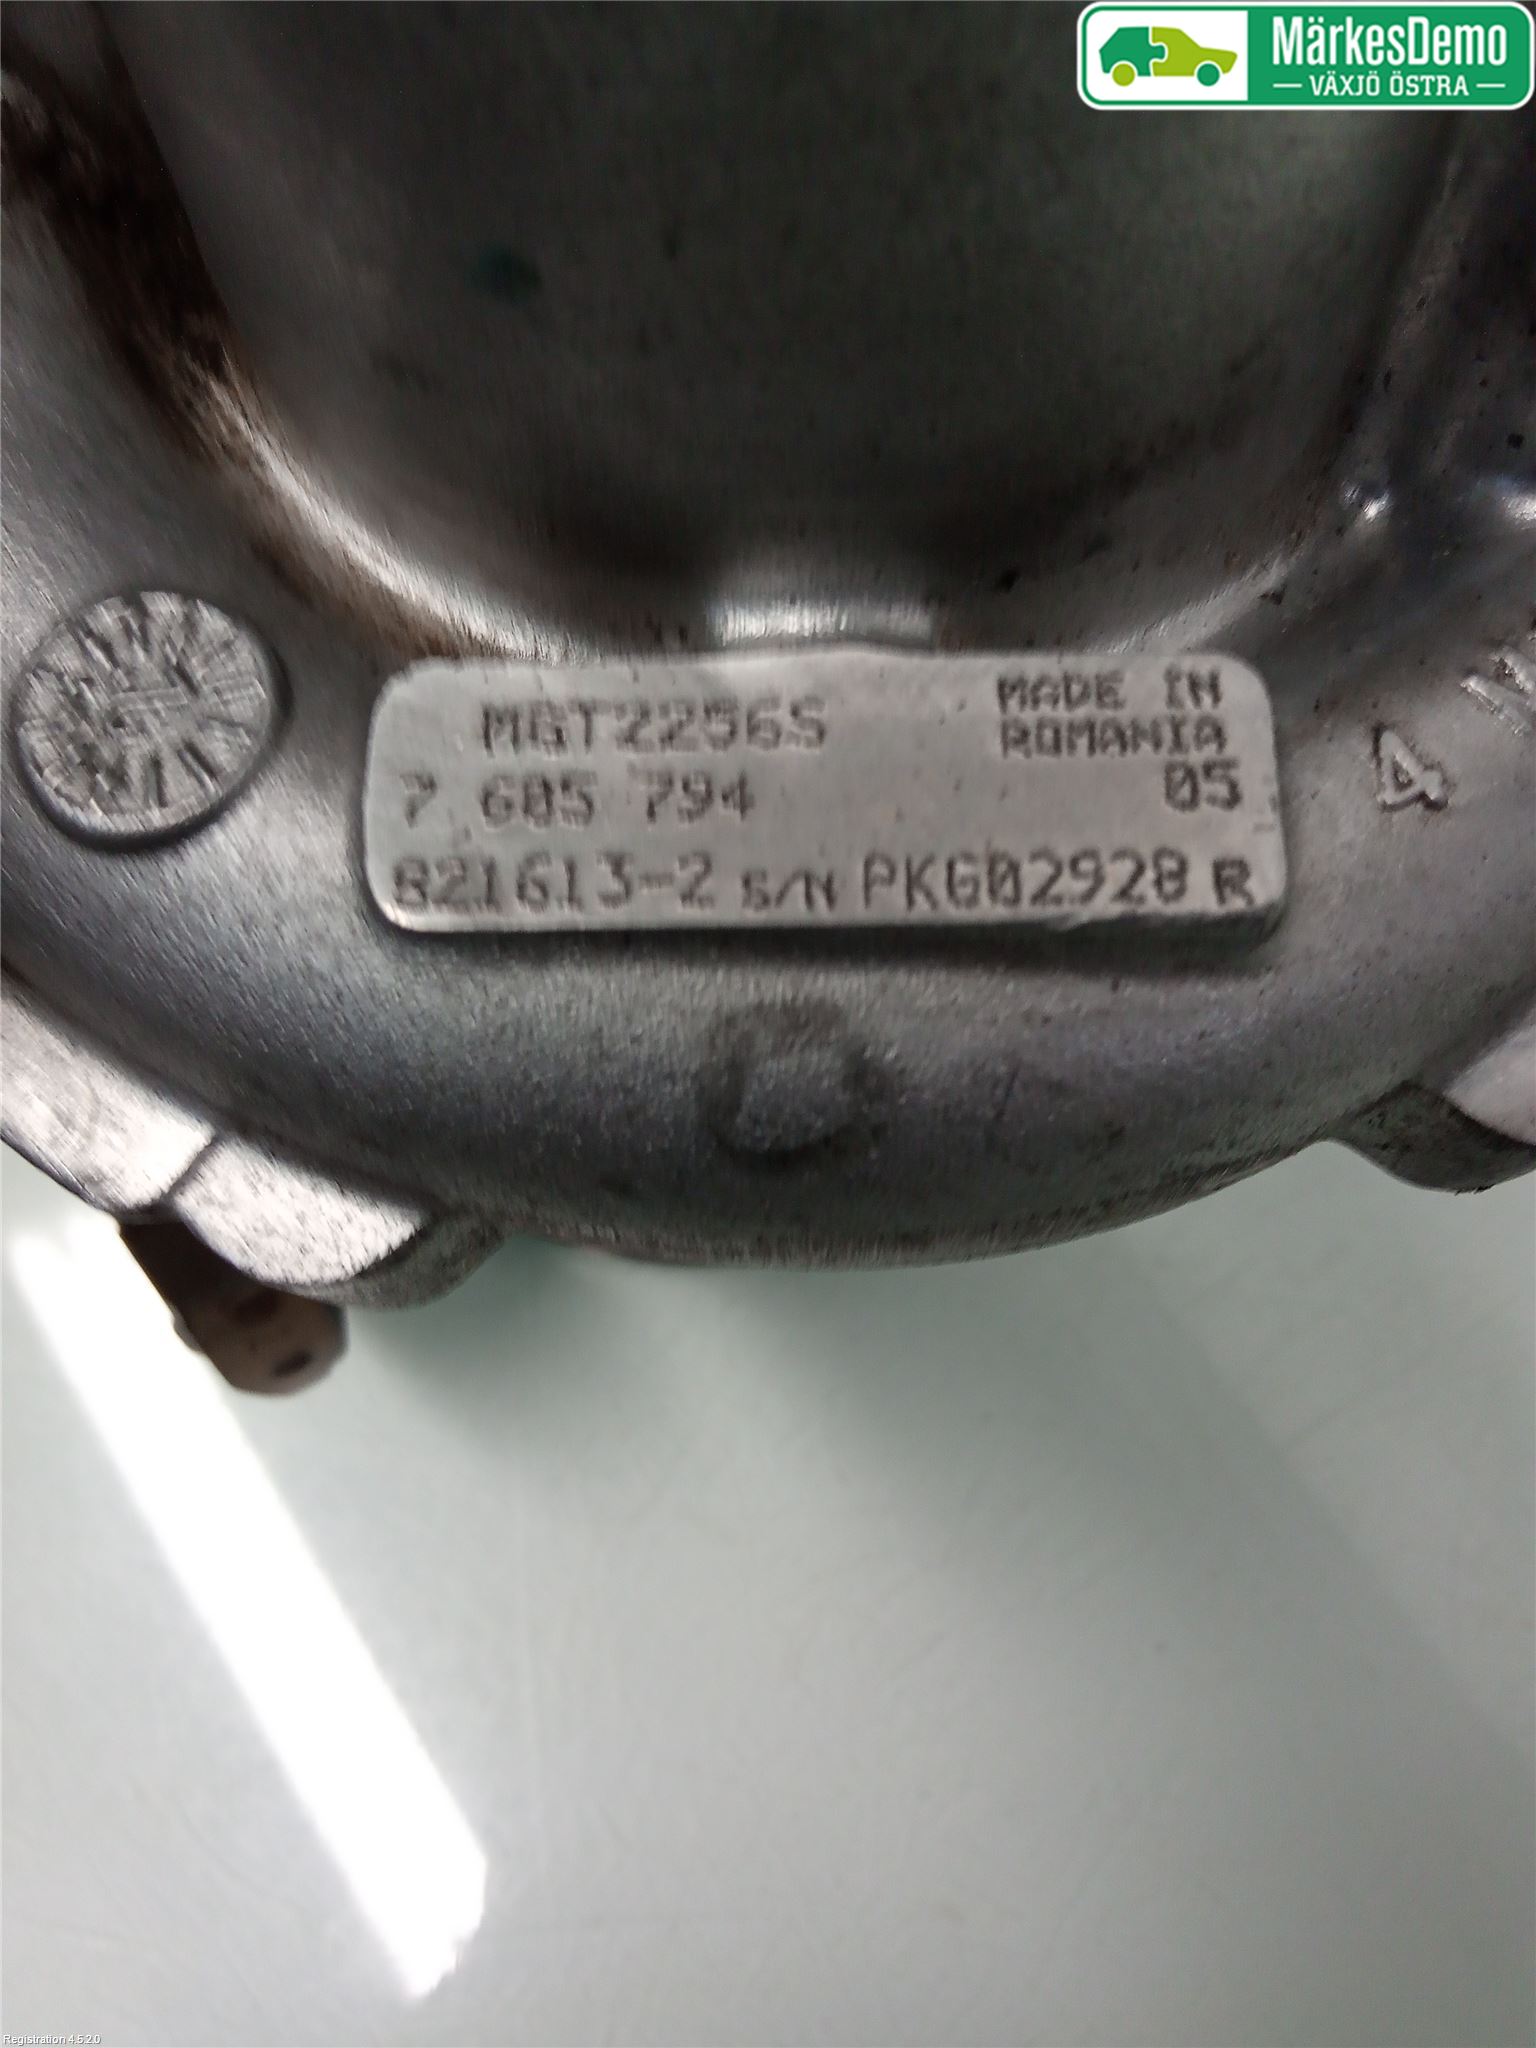 MärkesDemo
VÄXJÖ ÖSTRA
MGT2256S
MADE IN
ROMANIA
7 605 794
05
821613-2 S/N PKG02928 R
4
Registration 4.5.2.0